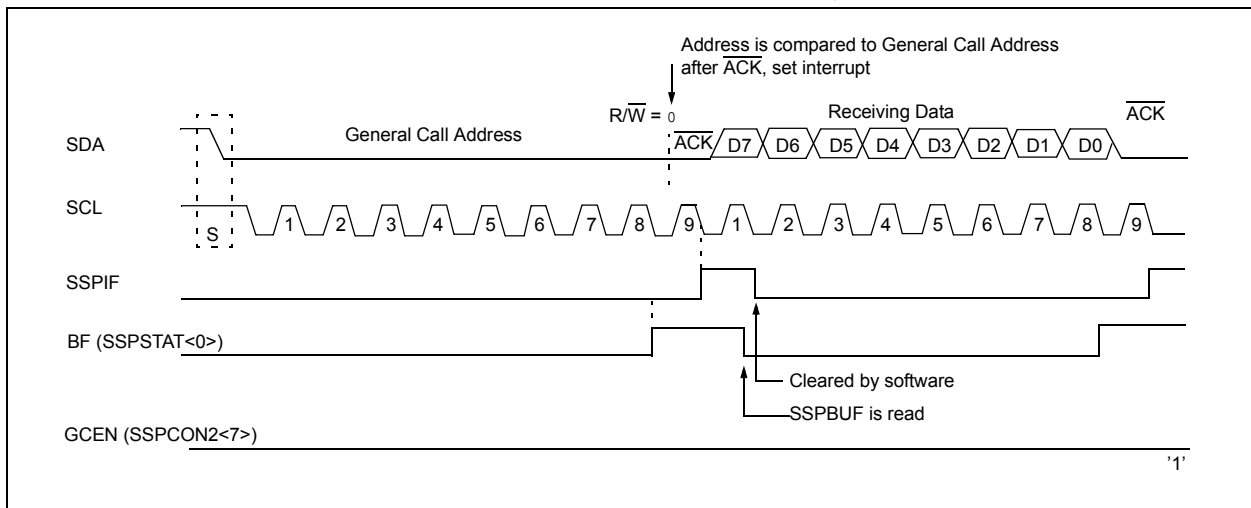 Address is compared to General Call Address
after ACK, set interrupt
R/W = 0
General Call Address
Receiving Data
ACK
SDA
ACK
D7 D6 D5 D4 D3 D2 D1 D0
SCL
S
1 2 3 4 5 6 7 8 9 1 2 3 4 5 6 7 8 9
SSPIF
BF (SSPSTAT<0>)
Cleared by software
SSPBUF is read
GCEN (SSPCON2<7>)
’1’